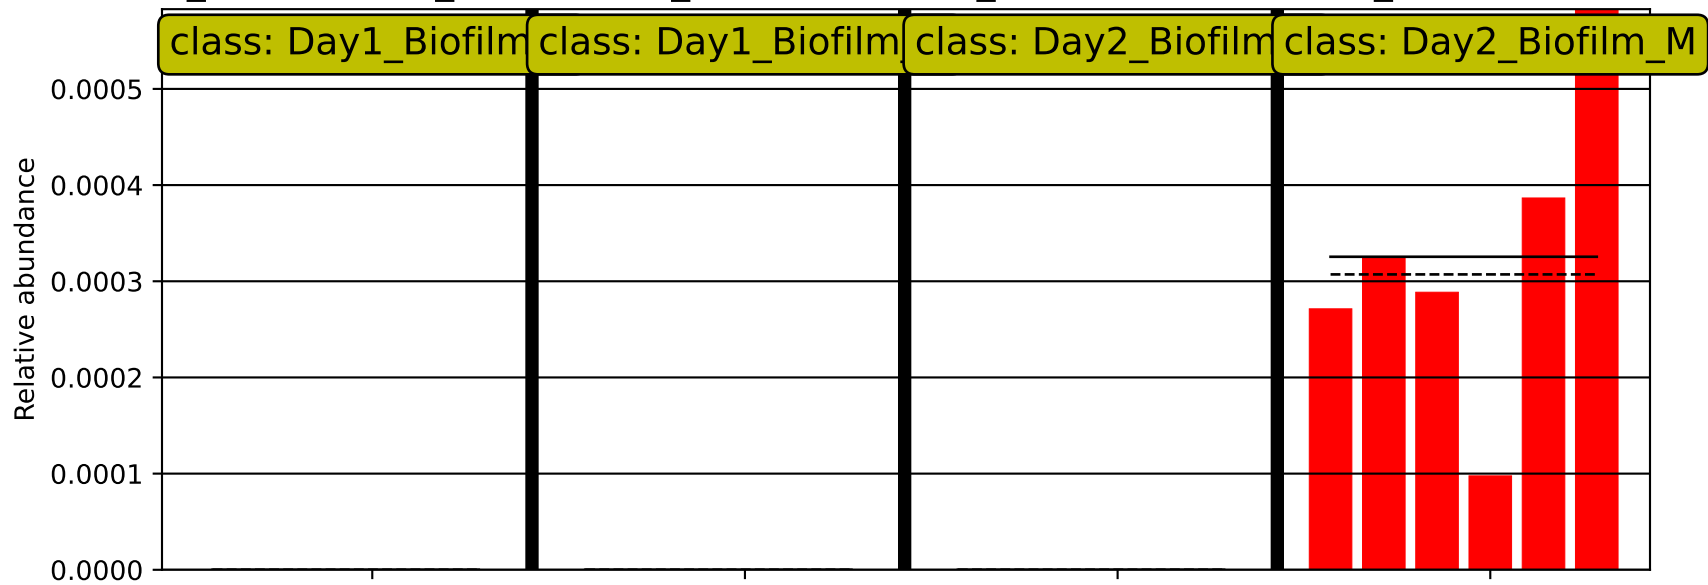 class: Day1_Biofilm
class: Day1_Biofilm
class: Day2_Biofilm
class: Day2_Biofilm_M
Relative abundance
0.0005
0.0004
0.0003
0.0002
0.0001
0.0000